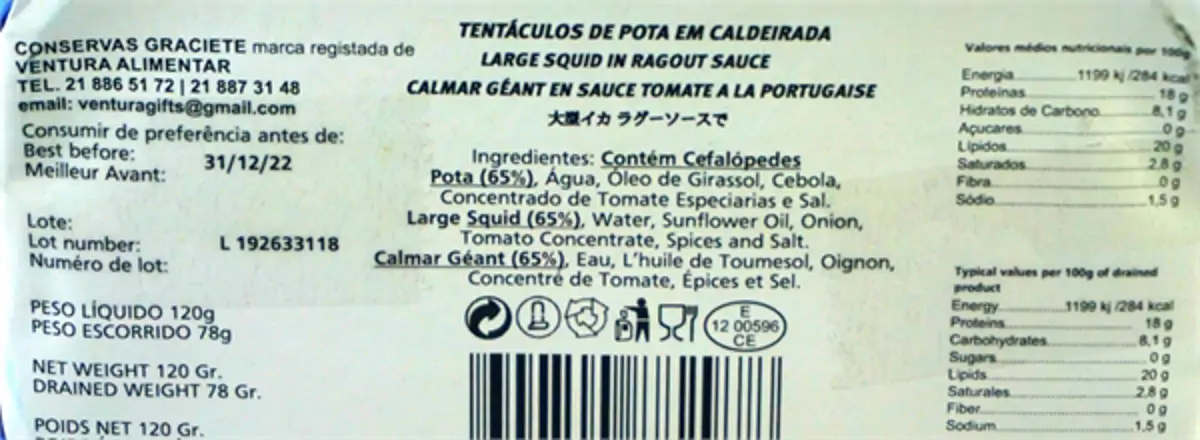 CONSERVAS GRACIETE marca registada de
VENTURA ALIMENTAR
TEL. 21 886 51 72 | 21 887 31 48
email: venturagifts@gmail.com
Consumir de preferência antes de:
Best before:
Meilleur Avant:
31/12/22
Lote:
Lot number:
Numéro de lot:
L 192633118
PESO LÍQUIDO 120g
PESO ESCORRIDO 78g
NET WEIGHT 120 Gr.
DRAINED WEIGHT 78 Gr.
POIDS NET 120 Gr.
TENTÁCULOS DE POTA EM CALDEIRADA
LARGE SQUID IN RAGOUT SAUCE
CALMAR GÉANT EN SAUCE TOMATE A LA PORTUGAISE
大型イカ ラグーソースで
Ingredientes: Contém Cefalópedes
Pota (65%), Água, Óleo de Girassol, Cebola,
Concentrado de Tomate Especiarias e Sal.
Large Squid (65%), Water, Sunflower Oil, Onion,
Tomato Concentrate, Spices and Salt.
Calmar Géant (65%), Eau, L'huile de Toumesol, Oignon,
Concentré de Tomate, Épices et Sel.
E
12 00596
CE
Valores médios nutricionais por 100g
Energia 1199 kj /284 kcal
Proteinas 18 g
Hidratos de Carbono 8,1 g
Açucares 0 g
Lipidos 20 g
Saturados 2,8 g
Fibra 0 g
Sódio 1,5 g
Typical values per 100g of drained
product
Energy 1199 kj /284 kcal
Proteins 18 g
Carbohydrates 8,1 g
Sugars 0 g
Lipids 20 g
Saturales 2,8 g
Fiber 0 g
Sodium 1,5 g